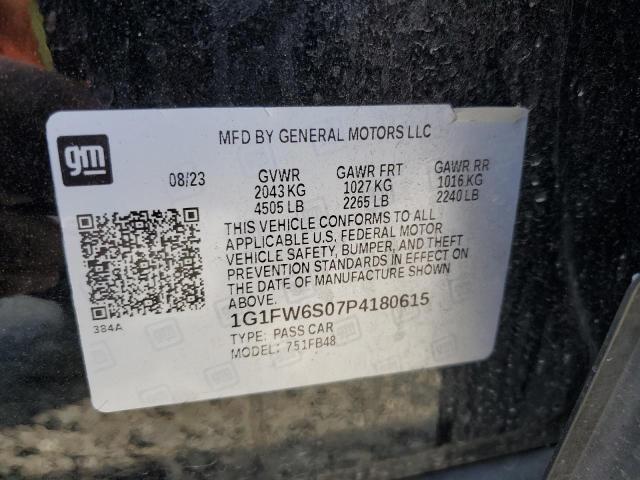 gm
MFD BY GENERAL MOTORS LLC
08/23 GVWR GAWR FRT GAWR RR
2043 KG 1027 KG 1016 KG
4505 LB 2265 LB 2240 LB
THIS VEHICLE CONFORMS TO ALL
APPLICABLE U.S. FEDERAL MOTOR
VEHICLE SAFETY, BUMPER, AND THEFT
PREVENTION STANDARDS IN EFFECT ON
THE DATE OF MANUFACTURE SHOWN
ABOVE.
384A
1G1FW6S07P4180615
TYPE: PASS CAR
MODEL: 751FB48